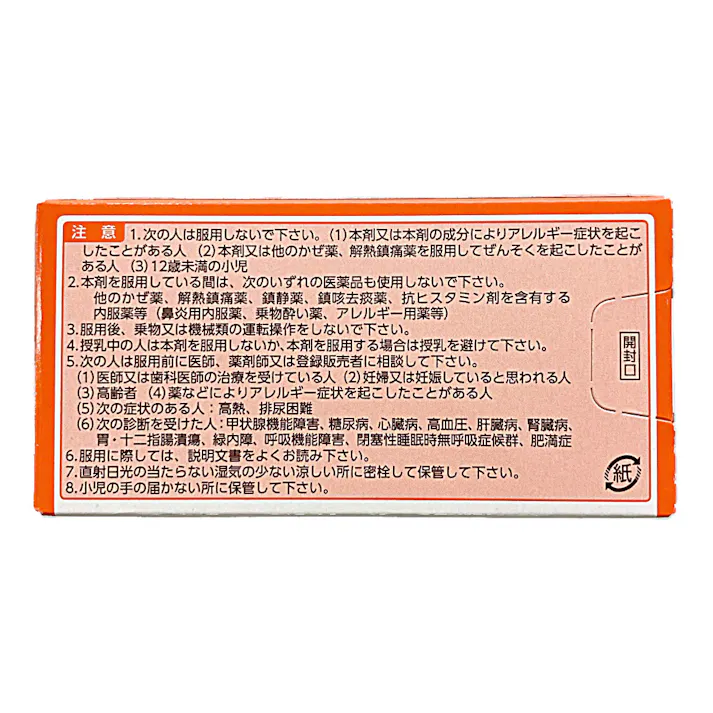 注意 1.次の人は服用しないで下さい。(1)本剤又は本剤の成分によりアレルギー症状を起こ
したことがある人 (2)本剤又は他のかぜ薬、解熱鎮痛薬を服用してぜんそくを起こしたことが
ある人 (3)12歳未満の小児
2.本剤を服用している間は、次のいずれの医薬品も使用しないで下さい。
他のかぜ薬、解熱鎮痛薬、鎮静薬、鎮咳去痰薬、抗ヒスタミン剤を含有する
内服薬等(鼻炎用内服薬、乗物酔い薬、アレルギー用薬等)
3.服用後、乗物又は機械類の運転操作をしないで下さい。
4.授乳中の人は本剤を服用しないか、本剤を服用する場合は授乳を避けて下さい。
5.次の人は服用前に医師、薬剤師又は登録販売者に相談して下さい。
(1)医師又は歯科医師の治療を受けている人 (2)妊婦又は妊娠していると思われる人
(3)高齢者 (4)薬などによりアレルギー症状を起こしたことがある人
(5)次の症状のある人:高熱、排尿困難
(6)次の診断を受けた人:甲状腺機能障害、糖尿病、心臓病、高血圧、肝臓病、腎臓病、
胃・十二指腸潰瘍、緑内障、呼吸機能障害、閉塞性睡眠時無呼吸症候群、肥満症
6.服用に際しては、説明文書をよくお読み下さい。
7.直射日光の当たらない湿気の少ない涼しい所に密栓して保管して下さい。
8.小児の手の届かない所に保管して下さい。
開封口
紙